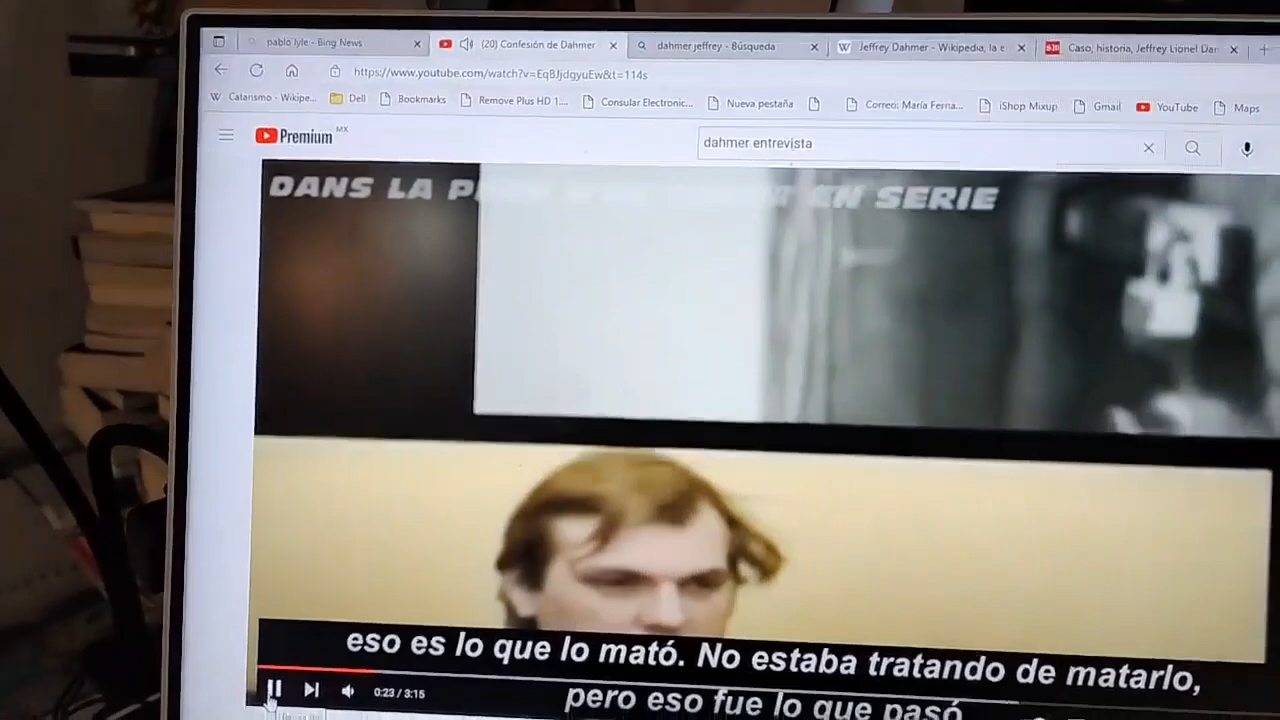 pablo lyle - Bing News
(20) Confesión de Dahmer
dahmer jeffrey - Búsqueda
Jeffrey Dahmer - Wikipedia, la e
Caso, historia, Jeffrey Lionel Dar
https://www.youtube.com/watch?v=EqBJjdgyuEw&t=114s
Catarismo - Wikipe...
Dell
Bookmarks
Remove Plus HD 1....
Consular Electronic...
Nueva pestaña
Correo: María Ferna...
iShop Mixup
Gmail
YouTube
Maps
Premium MX
dahmer entrevista
DANS LA EN SERIE
eso es lo que lo mató. No estaba tratando de matarlo,
pero eso fue lo que pasó
0:23 / 3:15